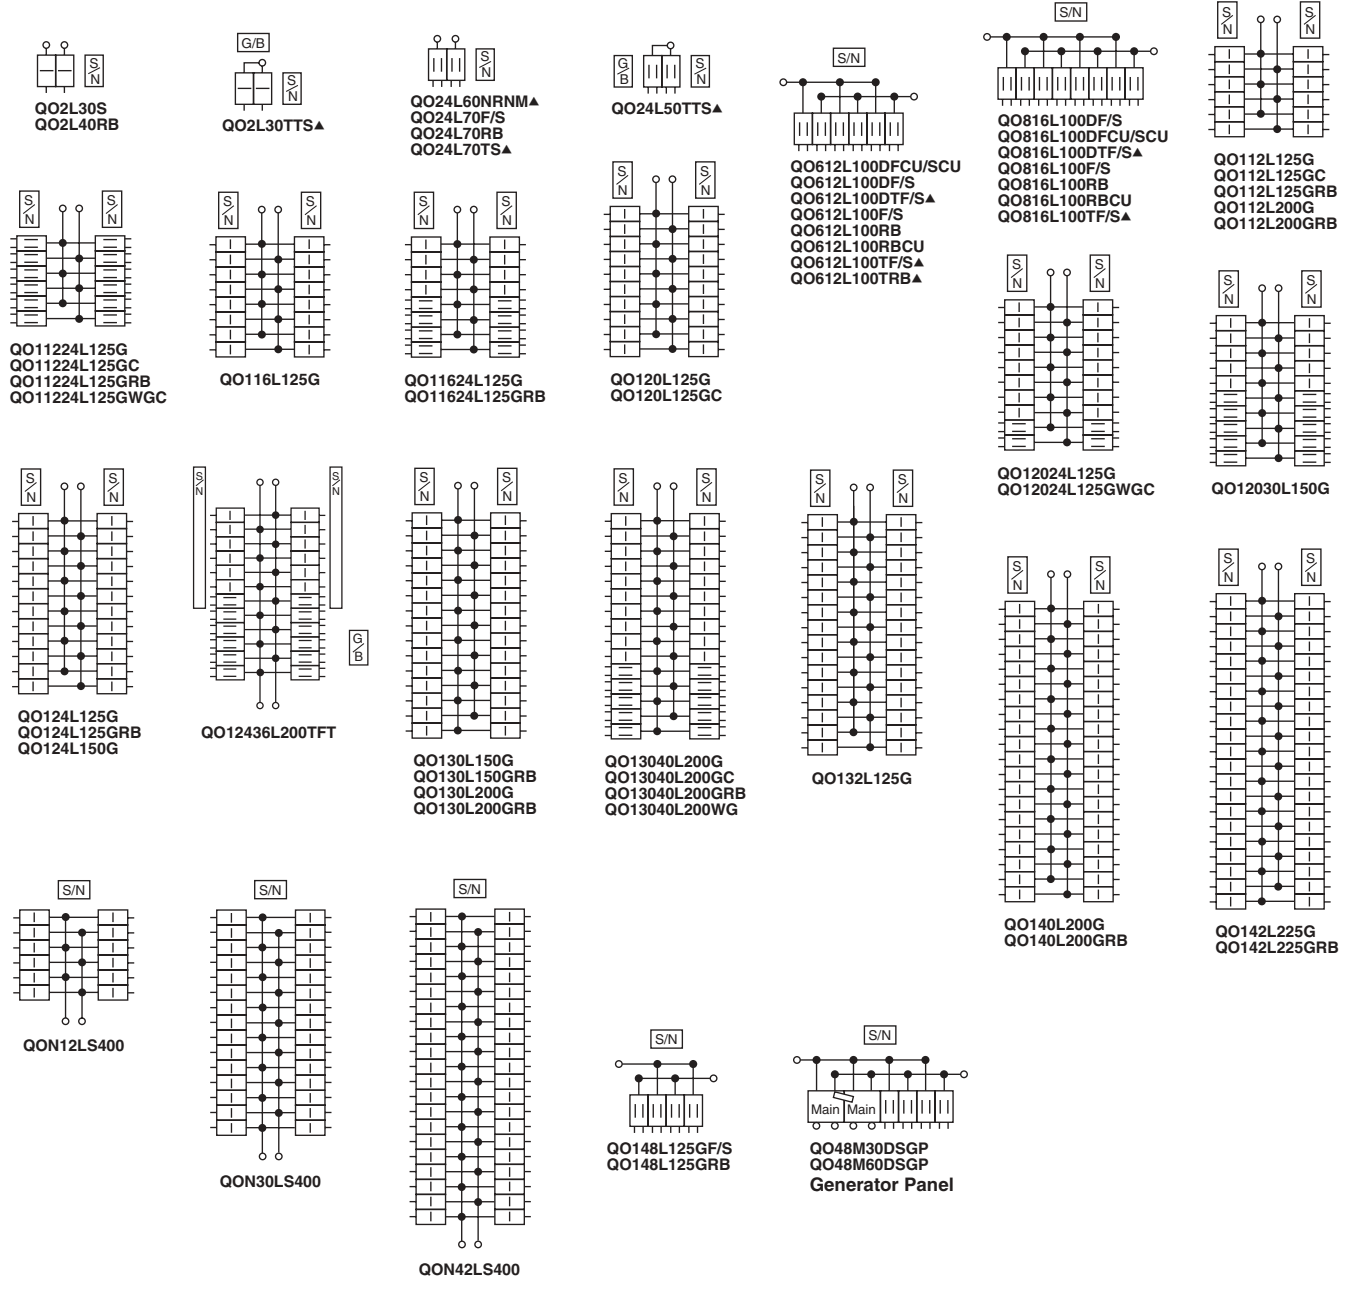 S/N
QO2L30S
QO2L40RB
G/B
S/N
QO2L30TTS▲
S/N
QO24L60NRNM▲
QO24L70F/S
QO24L70RB
QO24L70TS▲
G/B
S/N
QO24L50TTS▲
S/N
QO612L100DFCU/SCU
QO612L100DF/S
QO612L100DTF/S▲
QO612L100F/S
QO612L100RB
QO612L100RBCU
QO612L100TF/S▲
QO612L100TRB▲
S/N
QO816L100DF/S
QO816L100DFCU/SCU
QO816L100DTF/S▲
QO816L100F/S
QO816L100RB
QO816L100RBCU
QO816L100TF/S▲
S/N S/N
QO112L125G
QO112L125GC
QO112L125GRB
QO112L200G
QO112L200GRB
S/N S/N
QO11224L125G
QO11224L125GC
QO11224L125GRB
QO11224L125GWGC
S/N S/N
QO116L125G
S/N S/N
QO11624L125G
QO11624L125GRB
S/N S/N
QO120L125G
QO120L125GC
S/N S/N
QO12024L125G
QO12024L125GWGC
S/N S/N
QO12030L150G
S/N S/N
QO124L125G
QO124L125GRB
QO124L150G
S/N S/N
G/B
QO12436L200TFT
S/N S/N
QO130L150G
QO130L150GRB
QO130L200G
QO130L200GRB
S/N S/N
QO13040L200G
QO13040L200GC
QO13040L200GRB
QO13040L200WG
S/N S/N
QO132L125G
S/N S/N
QO140L200G
QO140L200GRB
S/N S/N
QO142L225G
QO142L225GRB
S/N
QON12LS400
S/N
QON30LS400
S/N
QON42LS400
S/N
QO148L125GF/S
QO148L125GRB
S/N
Main Main
QO48M30DSGP
QO48M60DSGP
Generator Panel